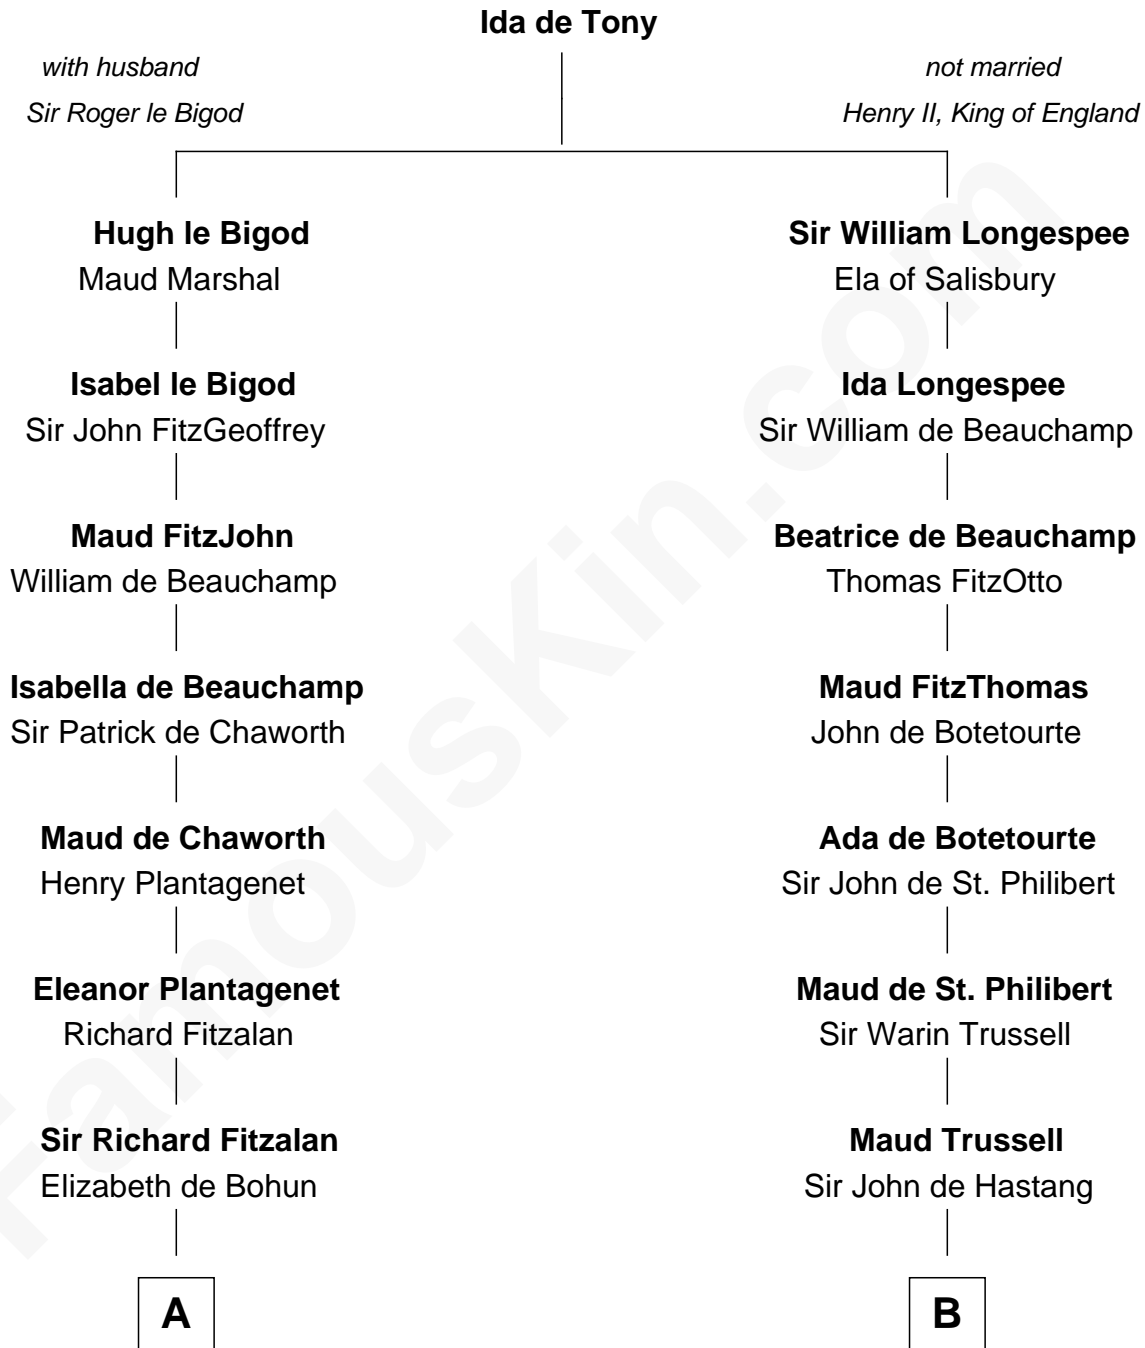 Ida de Tony
with husband
Sir Roger le Bigod
not married
Henry II, King of England
Hugh le Bigod
Maud Marshal
Sir William Longespee
Ela of Salisbury
Isabel le Bigod
Sir John FitzGeoffrey
Ida Longespee
Sir William de Beauchamp
Maud FitzJohn
William de Beauchamp
Beatrice de Beauchamp
Thomas FitzOtto
Isabella de Beauchamp
Sir Patrick de Chaworth
Maud FitzThomas
John de Botetourte
Maud de Chaworth
Henry Plantagenet
Ada de Botetourte
Sir John de St. Philibert
Eleanor Plantagenet
Richard Fitzalan
Maud de St. Philibert
Sir Warin Trussell
Sir Richard Fitzalan
Elizabeth de Bohun
Maud Trussell
Sir John de Hastang
A
B
FamousKin.com